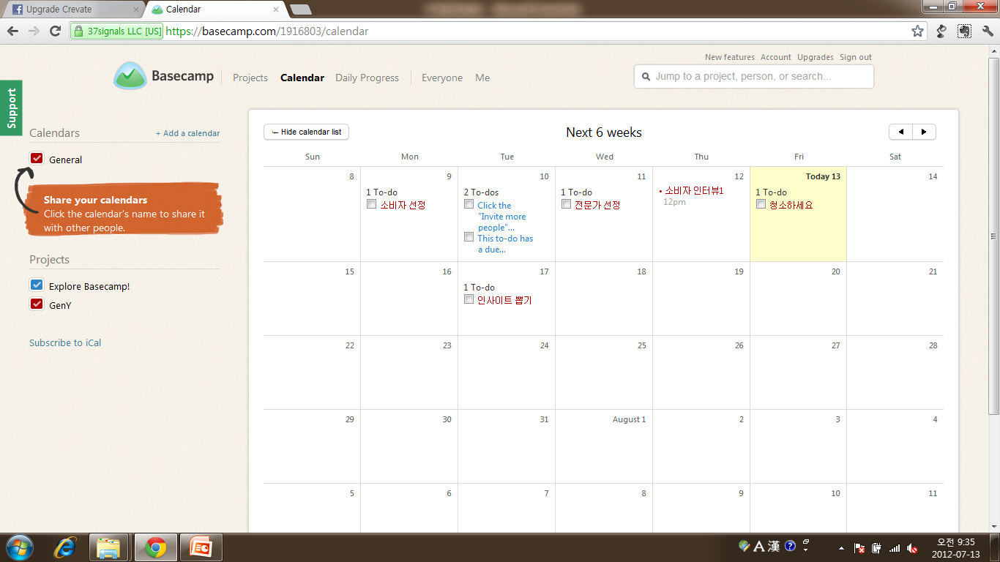 Upgrade Crevate
Calendar
37signals LLC [US] https://basecamp.com/1916803/calendar
New features Account Upgrades Sign out
Basecamp Projects Calendar Daily Progress Everyone Me
Jump to a project, person, or search...
Support
Calendars + Add a calendar
General
Share your calendars
Click the calendar's name to share it
with other people.
Projects
Explore Basecamp!
GenY
Subscribe to iCal
← Hide calendar list
Next 6 weeks
Sun Mon Tue Wed Thu Fri Sat
8 9 10 11 12 Today 13 14
1 To-do
소비자 선정
2 To-dos
Click the
"Invite more
people"...
This to-do has
a due...
1 To-do
전문가 선정
• 소비자 인터뷰1
12pm
1 To-do
청소하세요
15 16 17 18 19 20 21
1 To-do
인사이트 뽑기
22 23 24 25 26 27 28
29 30 31 August 1 2 3 4
5 6 7 8 9 10 11
A 漢
오전 9:35
2012-07-13